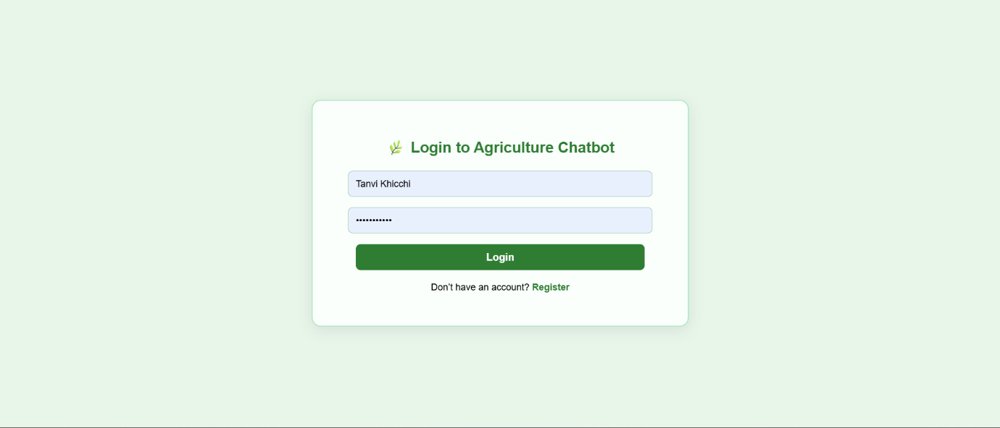 Login to Agriculture Chatbot
Tanvi Khicchi
•••••••••••
Login
Don't have an account? Register